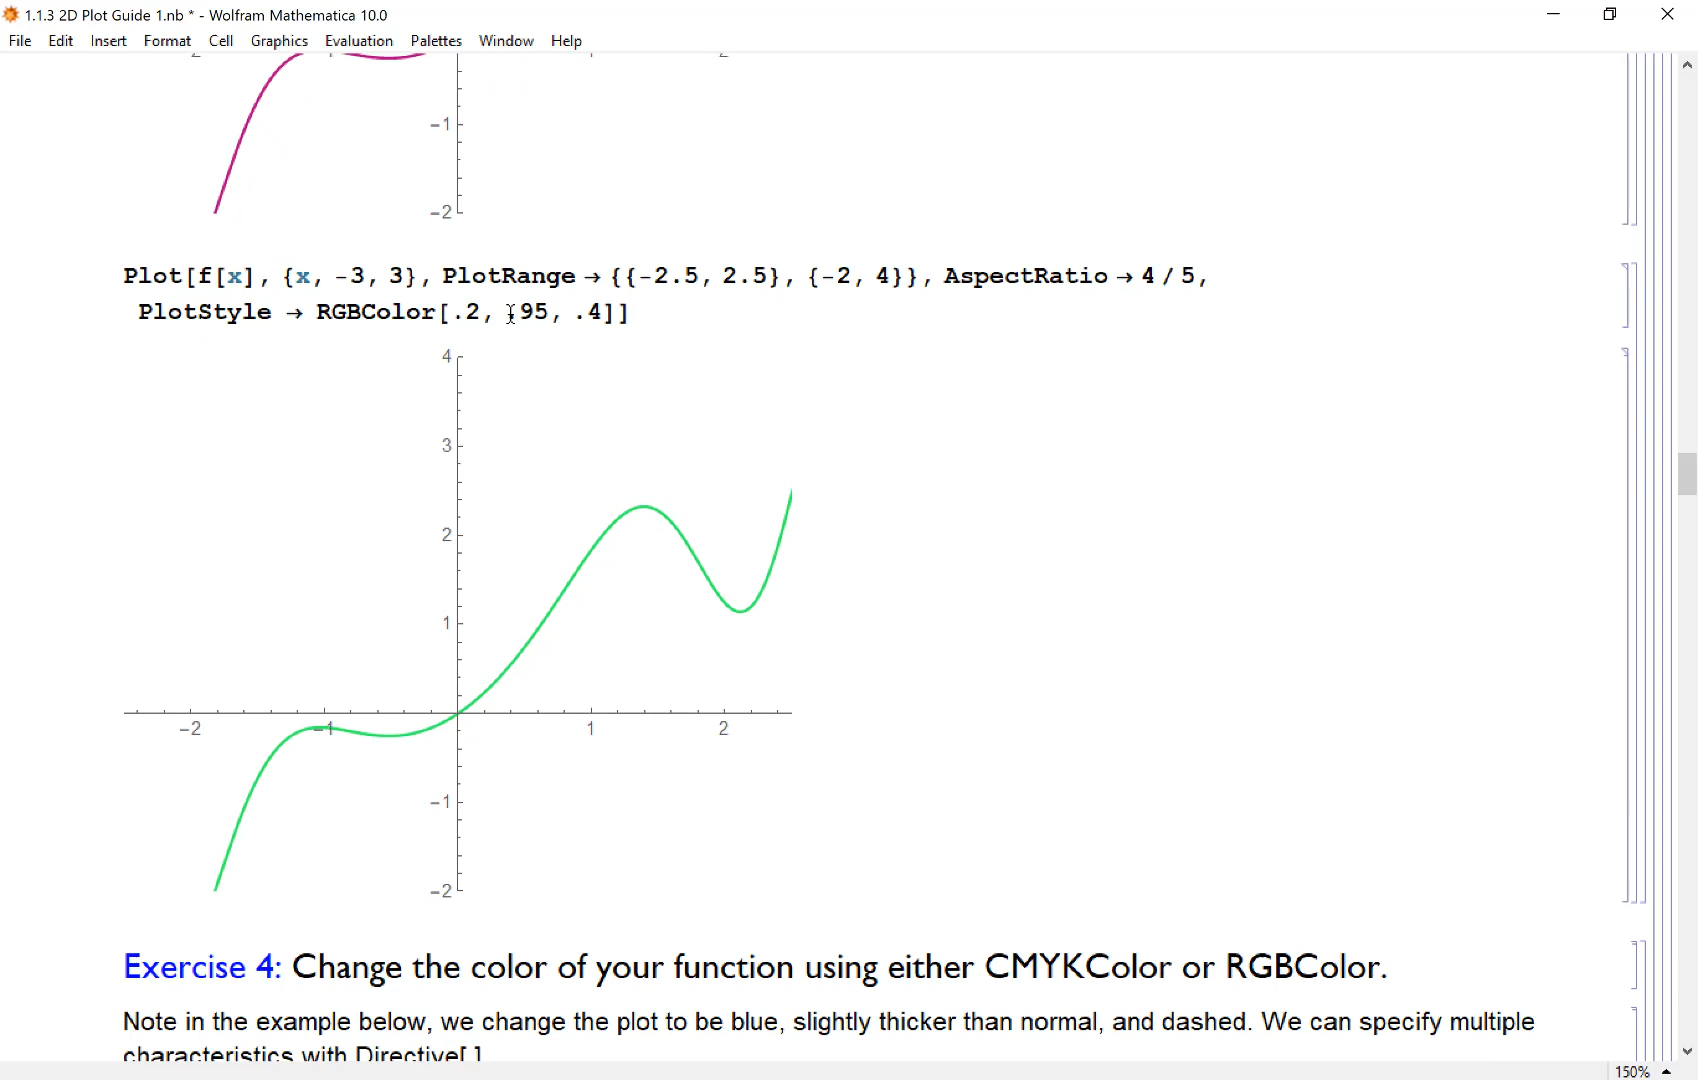 1.1.3 2D Plot Guide 1.nb * - Wolfram Mathematica 10.0
File Edit Insert Format Cell Graphics Evaluation Palettes Window Help
-1
-2
Plot[f[x], {x, -3, 3}, PlotRange → {{-2.5, 2.5}, {-2, 4}}, AspectRatio → 4 / 5,
PlotStyle → RGBColor[.2, .95, .4]]
4
3
2
1
-2 -1 1 2
-1
-2
Exercise 4: Change the color of your function using either CMYKColor or RGBColor.
Note in the example below, we change the plot to be blue, slightly thicker than normal, and dashed. We can specify multiple
characteristics with Directive[ ]
150%